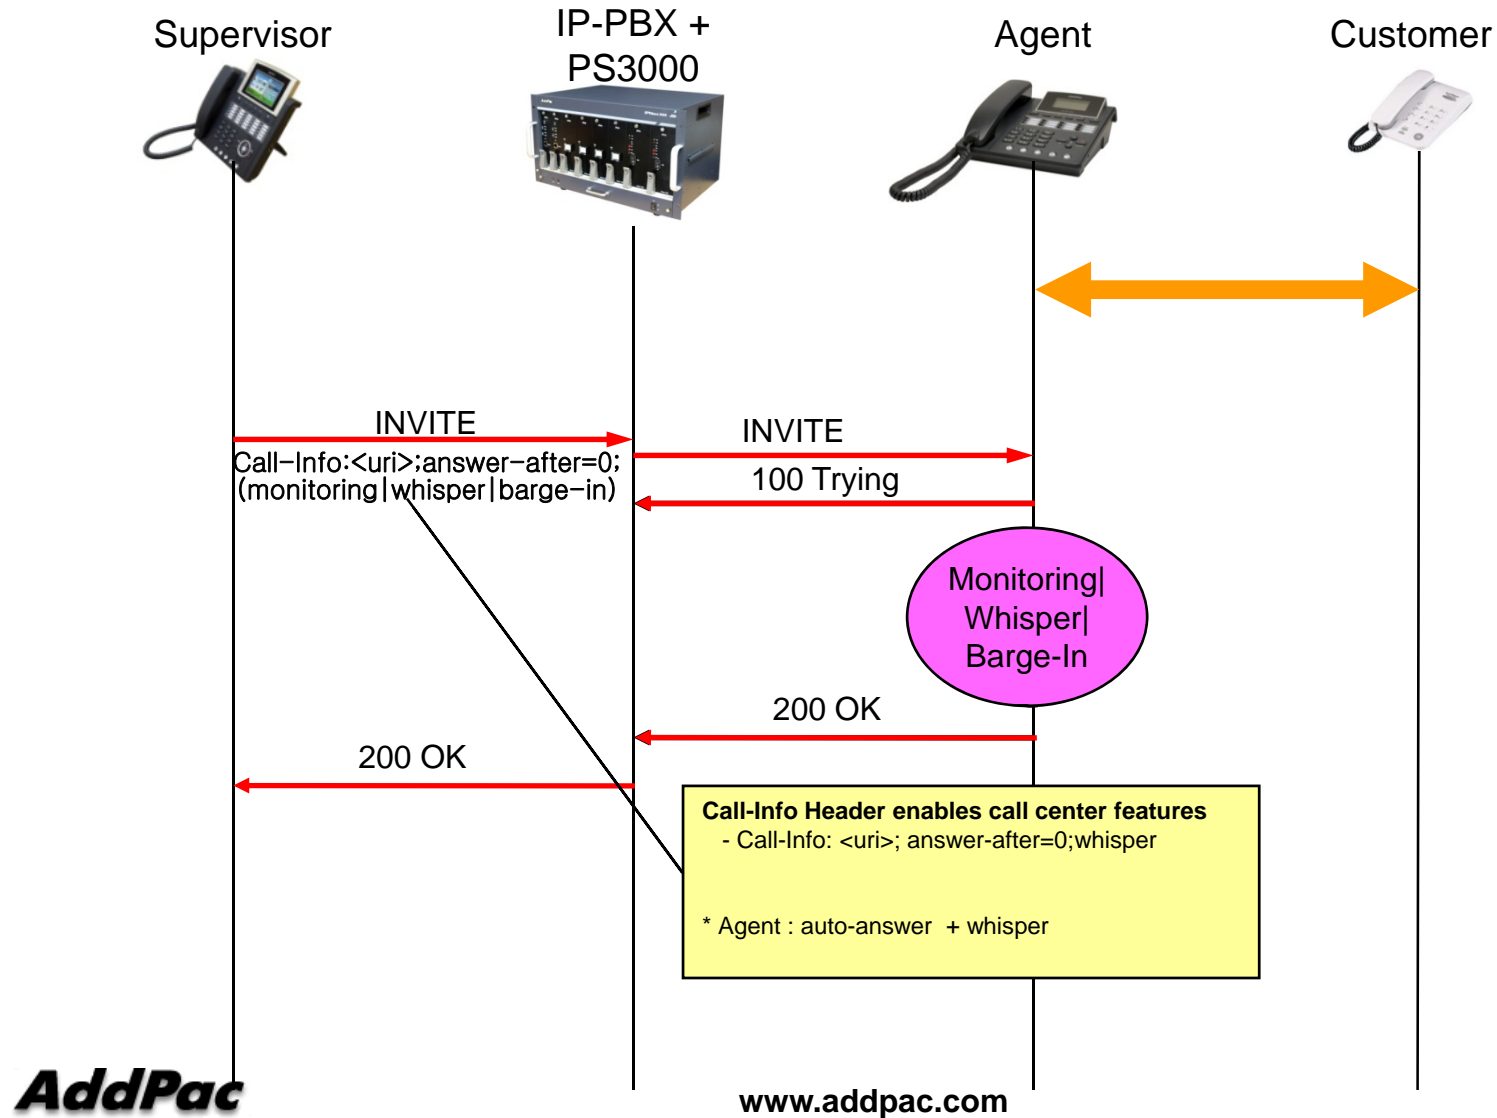 Supervisor
IP-PBX +
PS3000
Agent
Customer
INVITE
Call-Info:<uri>;answer-after=0;
(monitoring|whisper|barge-in)
INVITE
100 Trying
Monitoring|
Whisper|
Barge-In
200 OK
200 OK
Call-Info Header enables call center features
- Call-Info: <uri>; answer-after=0;whisper
* Agent : auto-answer + whisper
AddPac
www.addpac.com